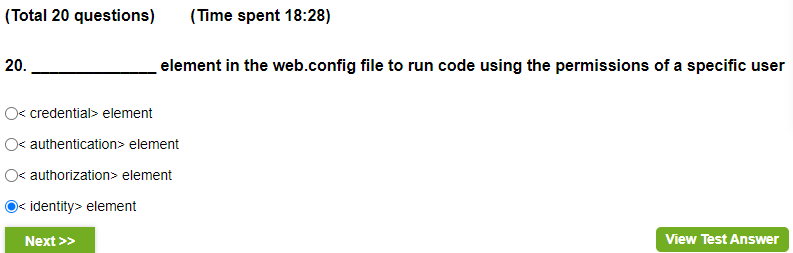 (Total 20 questions) (Time spent 18:28)
20. ______________ element in the web.config file to run code using the permissions of a specific user
< credential> element
< authentication> element
< authorization> element
< identity> element
Next >> View Test Answer